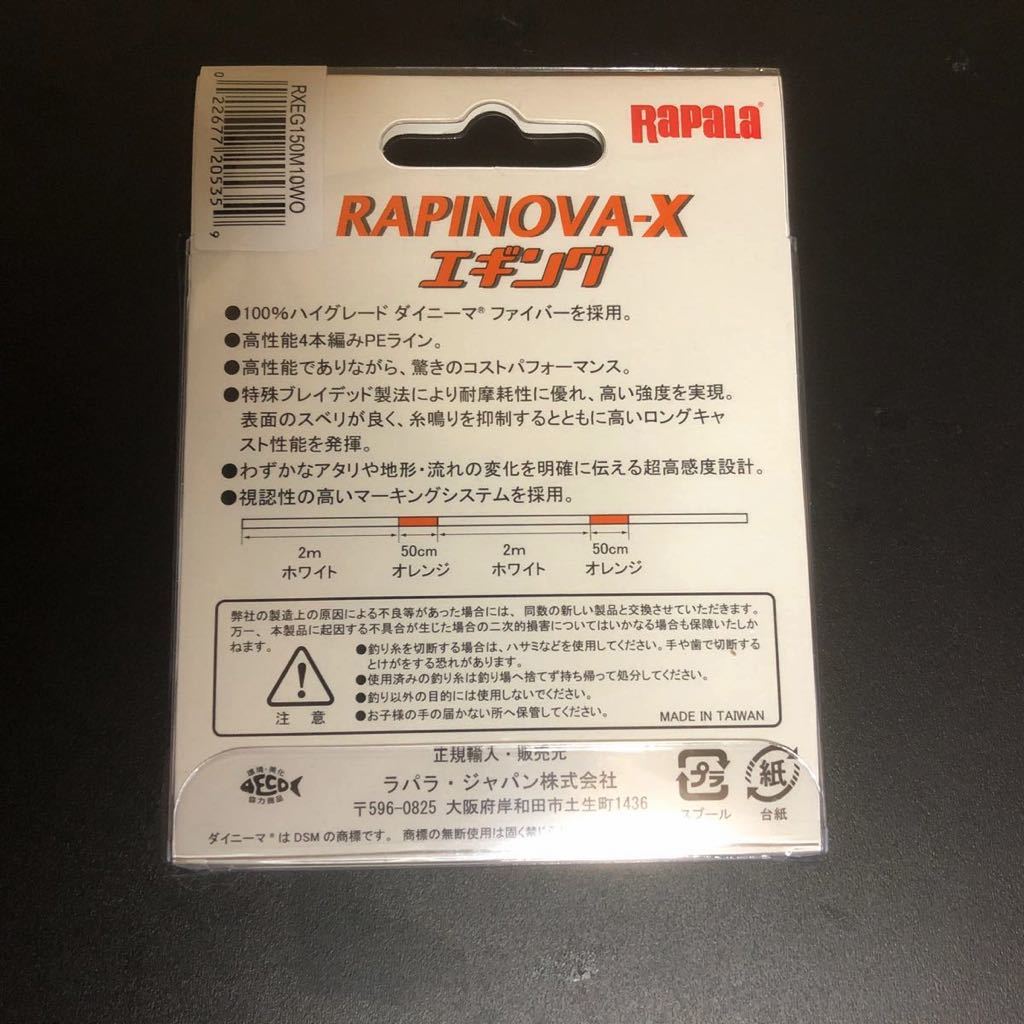 RXEG150M10WO
0 22677 20535 9
RAPALA®
RAPINOVA-X
エギング
●100%ハイグレード ダイニーマ® ファイバーを採用。
●高性能4本編みPEライン。
●高性能でありながら、驚きのコストパフォーマンス。
●特殊ブレイデッド製法により耐摩耗性に優れ、高い強度を実現。
表面のスベリが良く、糸鳴りを抑制するとともに高いロングキャ
スト性能を発揮。
●わずかなアタリや地形・流れの変化を明確に伝える超高感度設計。
●視認性の高いマーキングシステムを採用。
2m 50cm 2m 50cm
ホワイト オレンジ ホワイト オレンジ
弊社の製造上の原因による不良等があった場合には、同数の新しい製品と交換させていただきます。
万一、本製品に起因する不具合が生じた場合の二次的損害についてはいかなる場合も保障いたしか
ねます。
●釣り糸を切断する場合は、ハサミなどを使用してください。手や歯で切断する
とけがをする恐れがあります。
●使用済みの釣り糸は釣り場へ捨てず持ち帰って処分してください。
●釣り以外の目的には使用しないでください。
●お子様の手の届かない所へ保管してください。
注 意
MADE IN TAIWAN
正規輸入・販売元
ラパラ・ジャパン株式会社
〒596-0825 大阪府岸和田市土生町1436
環境・美化
ECO
協力商品
プラ
スプール
紙
台紙
ダイニーマ®はDSMの商標です。 商標の無断使用は固く禁じ